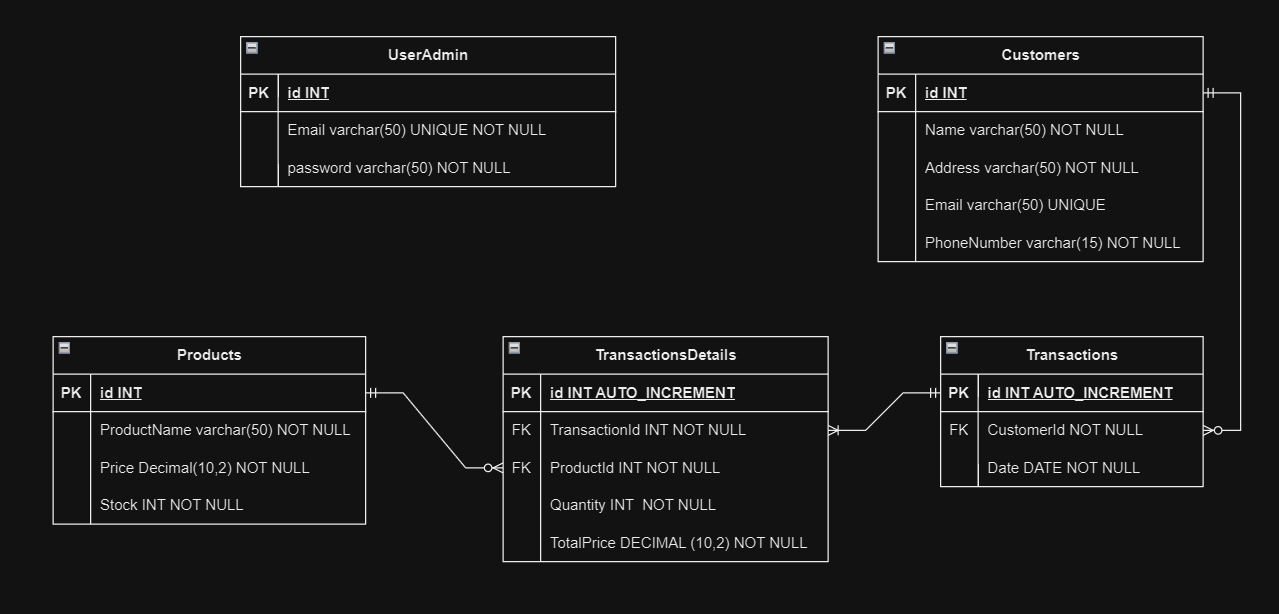 UserAdmin
PK id INT
Email varchar(50) UNIQUE NOT NULL
password varchar(50) NOT NULL
Customers
PK id INT
Name varchar(50) NOT NULL
Address varchar(50) NOT NULL
Email varchar(50) UNIQUE
PhoneNumber varchar(15) NOT NULL
Products
PK id INT
ProductName varchar(50) NOT NULL
Price Decimal(10,2) NOT NULL
Stock INT NOT NULL
TransactionsDetails
PK id INT AUTO_INCREMENT
FK TransactionId INT NOT NULL
FK ProductId INT NOT NULL
Quantity INT  NOT NULL
TotalPrice DECIMAL (10,2) NOT NULL
Transactions
PK id INT AUTO_INCREMENT
FK CustomerId NOT NULL
Date DATE NOT NULL